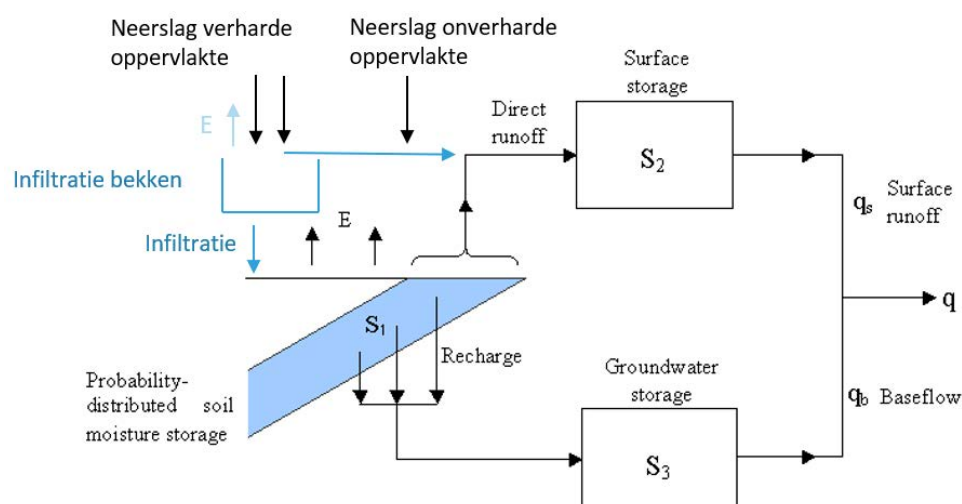 Neerslag verharde
oppervlakte
Neerslag onverharde
oppervlakte
Surface
storage
Direct
runoff
E
S₂
Infiltratie bekken
qₛ Surface
runoff
E
Infiltratie
q
S₁
Recharge
Groundwater
storage
Probability-
distributed soil
moisture storage
q_b Baseflow
S₃